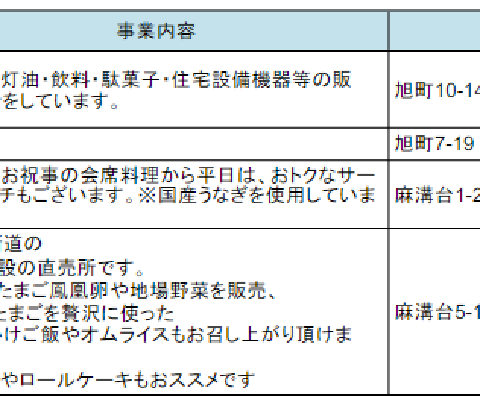 事業内容
灯油・飲料・駄菓子・住宅設備機器等の販
をしています。
旭町10-14
旭町7-19
お祝事の会席料理から平日は、おトクなサー
チもございます。※国産うなぎを使用していま
麻溝台1-2
道の
設の直売所です。
たまご鳳凰卵や地場野菜を販売、
たまごを贅沢に使った
かけご飯やオムライスもお召し上がり頂けま
麻溝台5-1
やロールケーキもおススメです